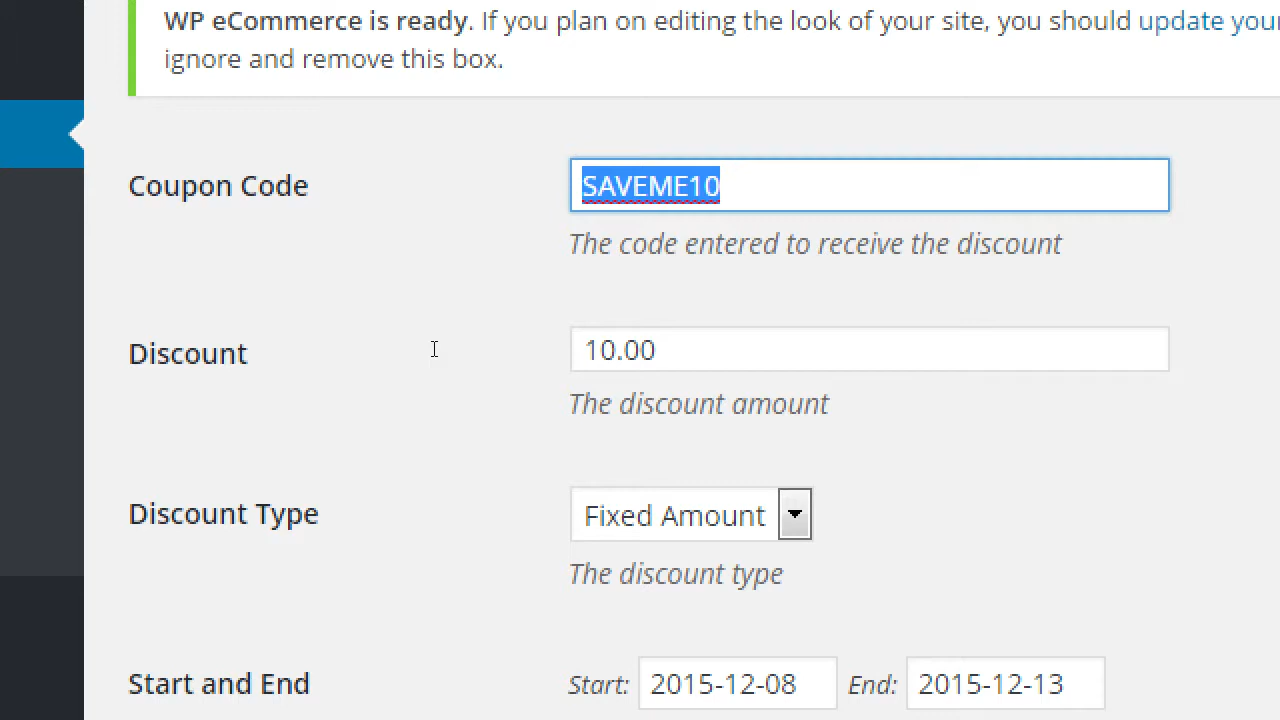 WP eCommerce is ready. If you plan on editing the look of your site, you should update your
ignore and remove this box.
Coupon Code SAVEME10
The code entered to receive the discount
Discount 10.00
The discount amount
Discount Type Fixed Amount
The discount type
Start and End Start: 2015-12-08 End: 2015-12-13